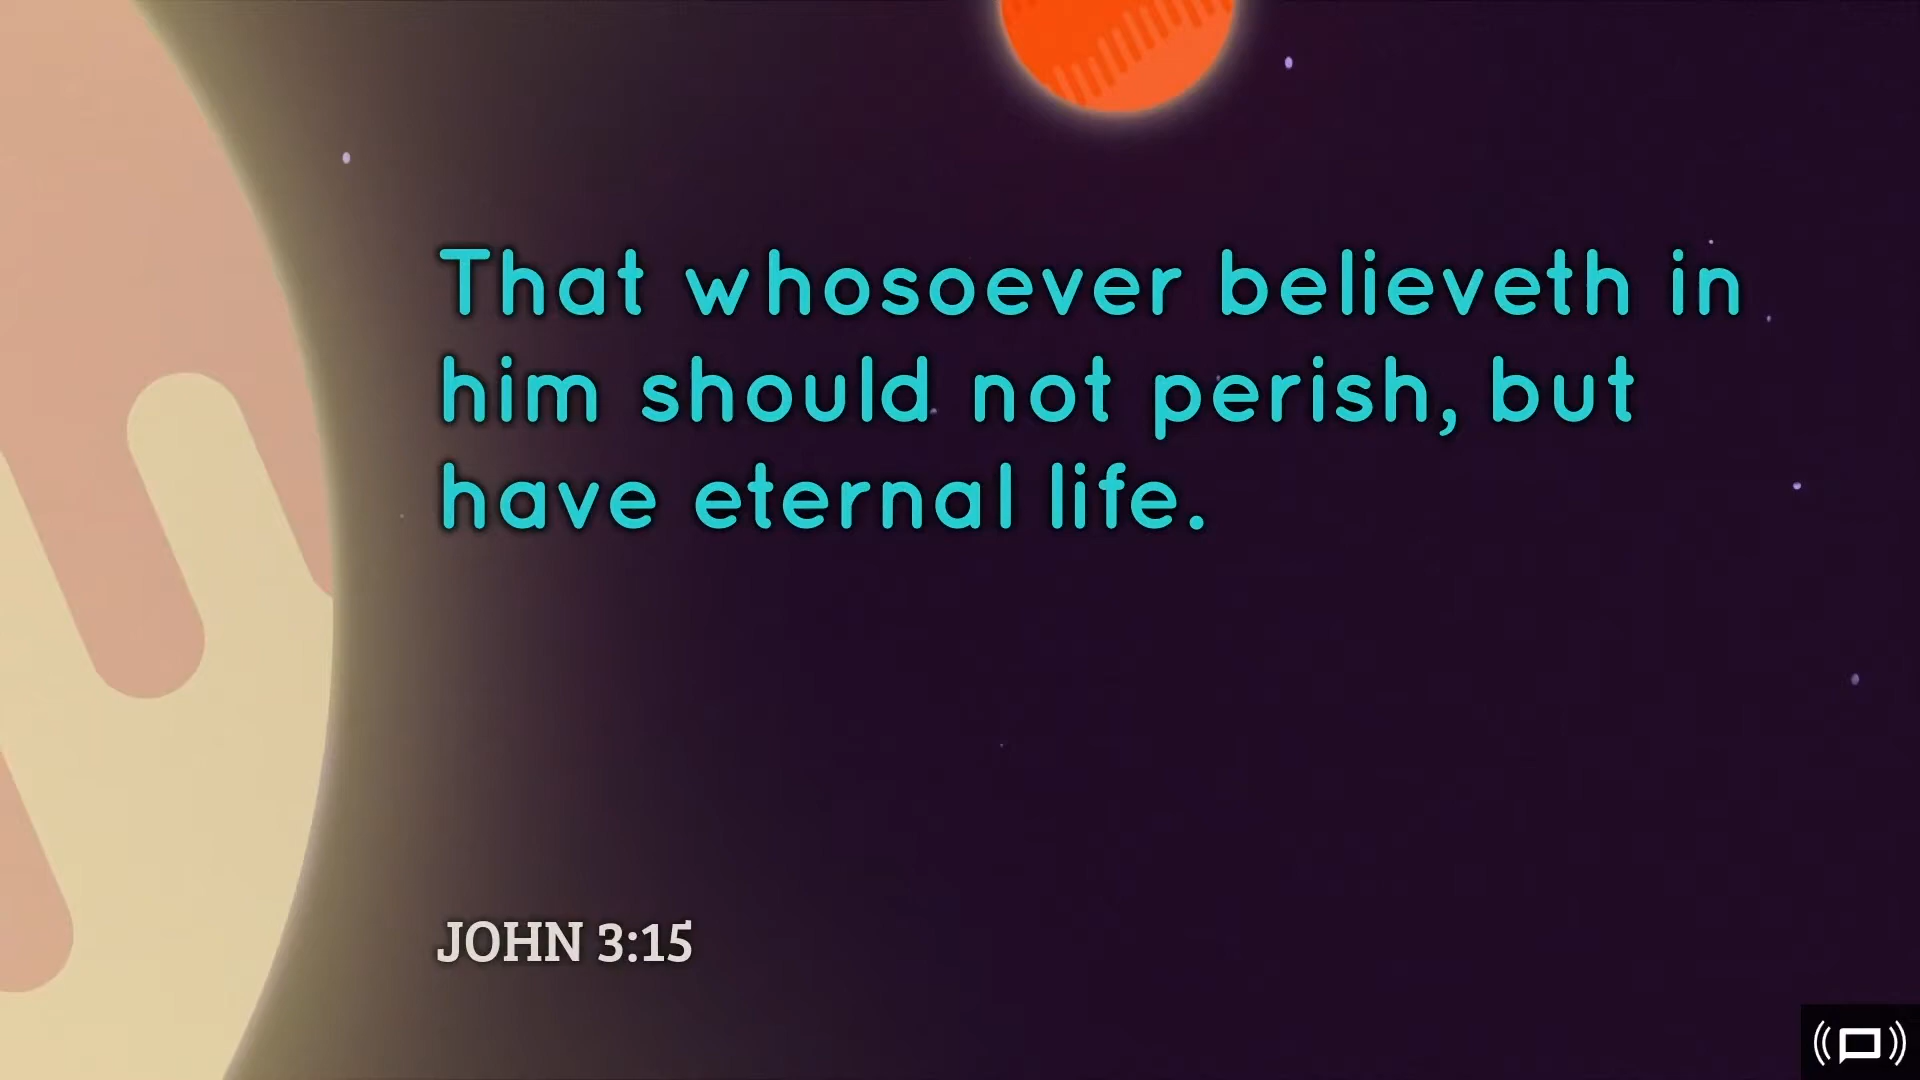 That whosoever believeth in
him should not perish, but
have eternal life.
JOHN 3:15